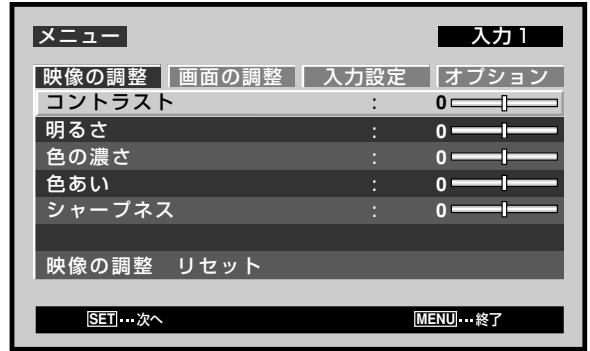 メニュー 入力1
映像の調整 画面の調整 入力設定 オプション
コントラスト : 0
明るさ : 0
色の濃さ : 0
色あい : 0
シャープネス : 0
映像の調整 リセット
SET…次へ MENU…終了